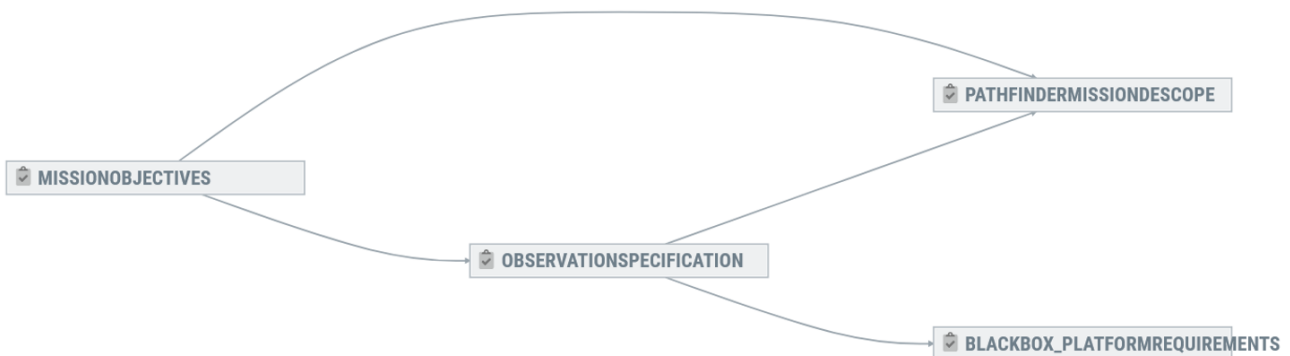 PATHFINDERMISSIONDESCOPE
MISSIONOBJECTIVES
OBSERVATIONSPECIFICATION
BLACKBOX_PLATFORMREQUIREMENTS